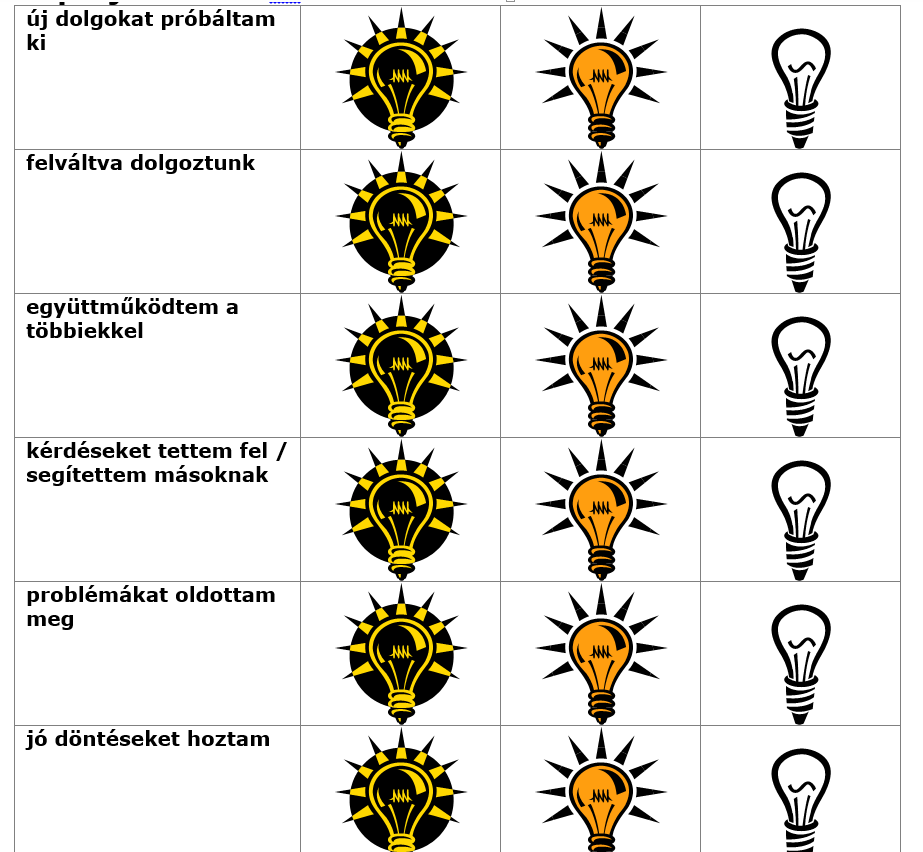 új dolgokat próbáltam
ki
felváltva dolgoztunk
együttműködtem a
többiekkel
kérdéseket tettem fel /
segítettem másoknak
problémákat oldottam
meg
jó döntéseket hoztam